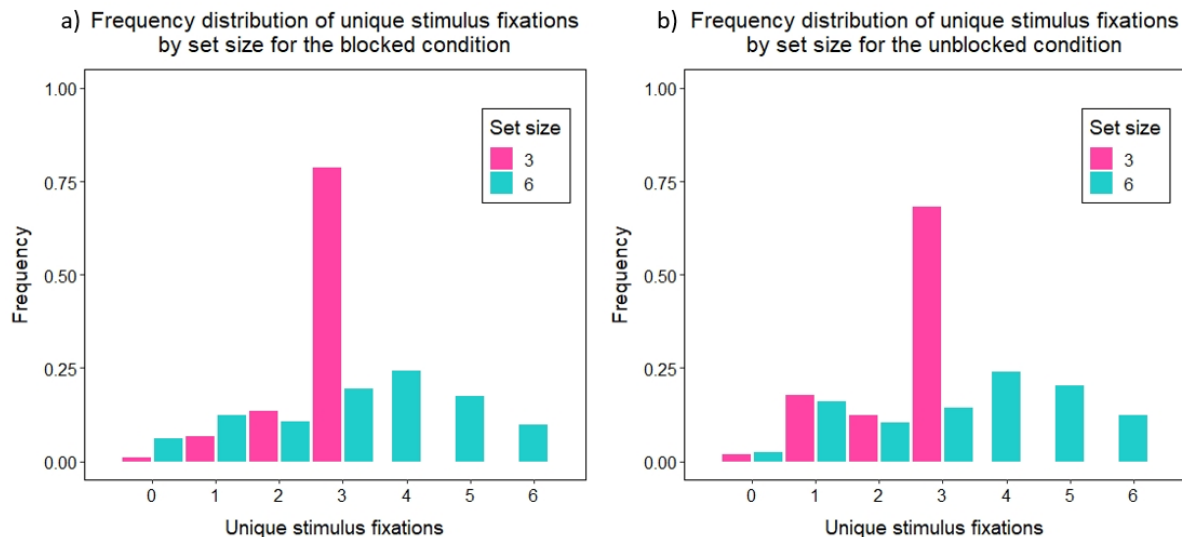 a) Frequency distribution of unique stimulus fixations
by set size for the blocked condition
1.00
0.75
0.50
0.25
0.00
Frequency
Set size
3
6
0 1 2 3 4 5 6
Unique stimulus fixations
b) Frequency distribution of unique stimulus fixations
by set size for the unblocked condition
1.00
0.75
0.50
0.25
0.00
Frequency
Set size
3
6
0 1 2 3 4 5 6
Unique stimulus fixations